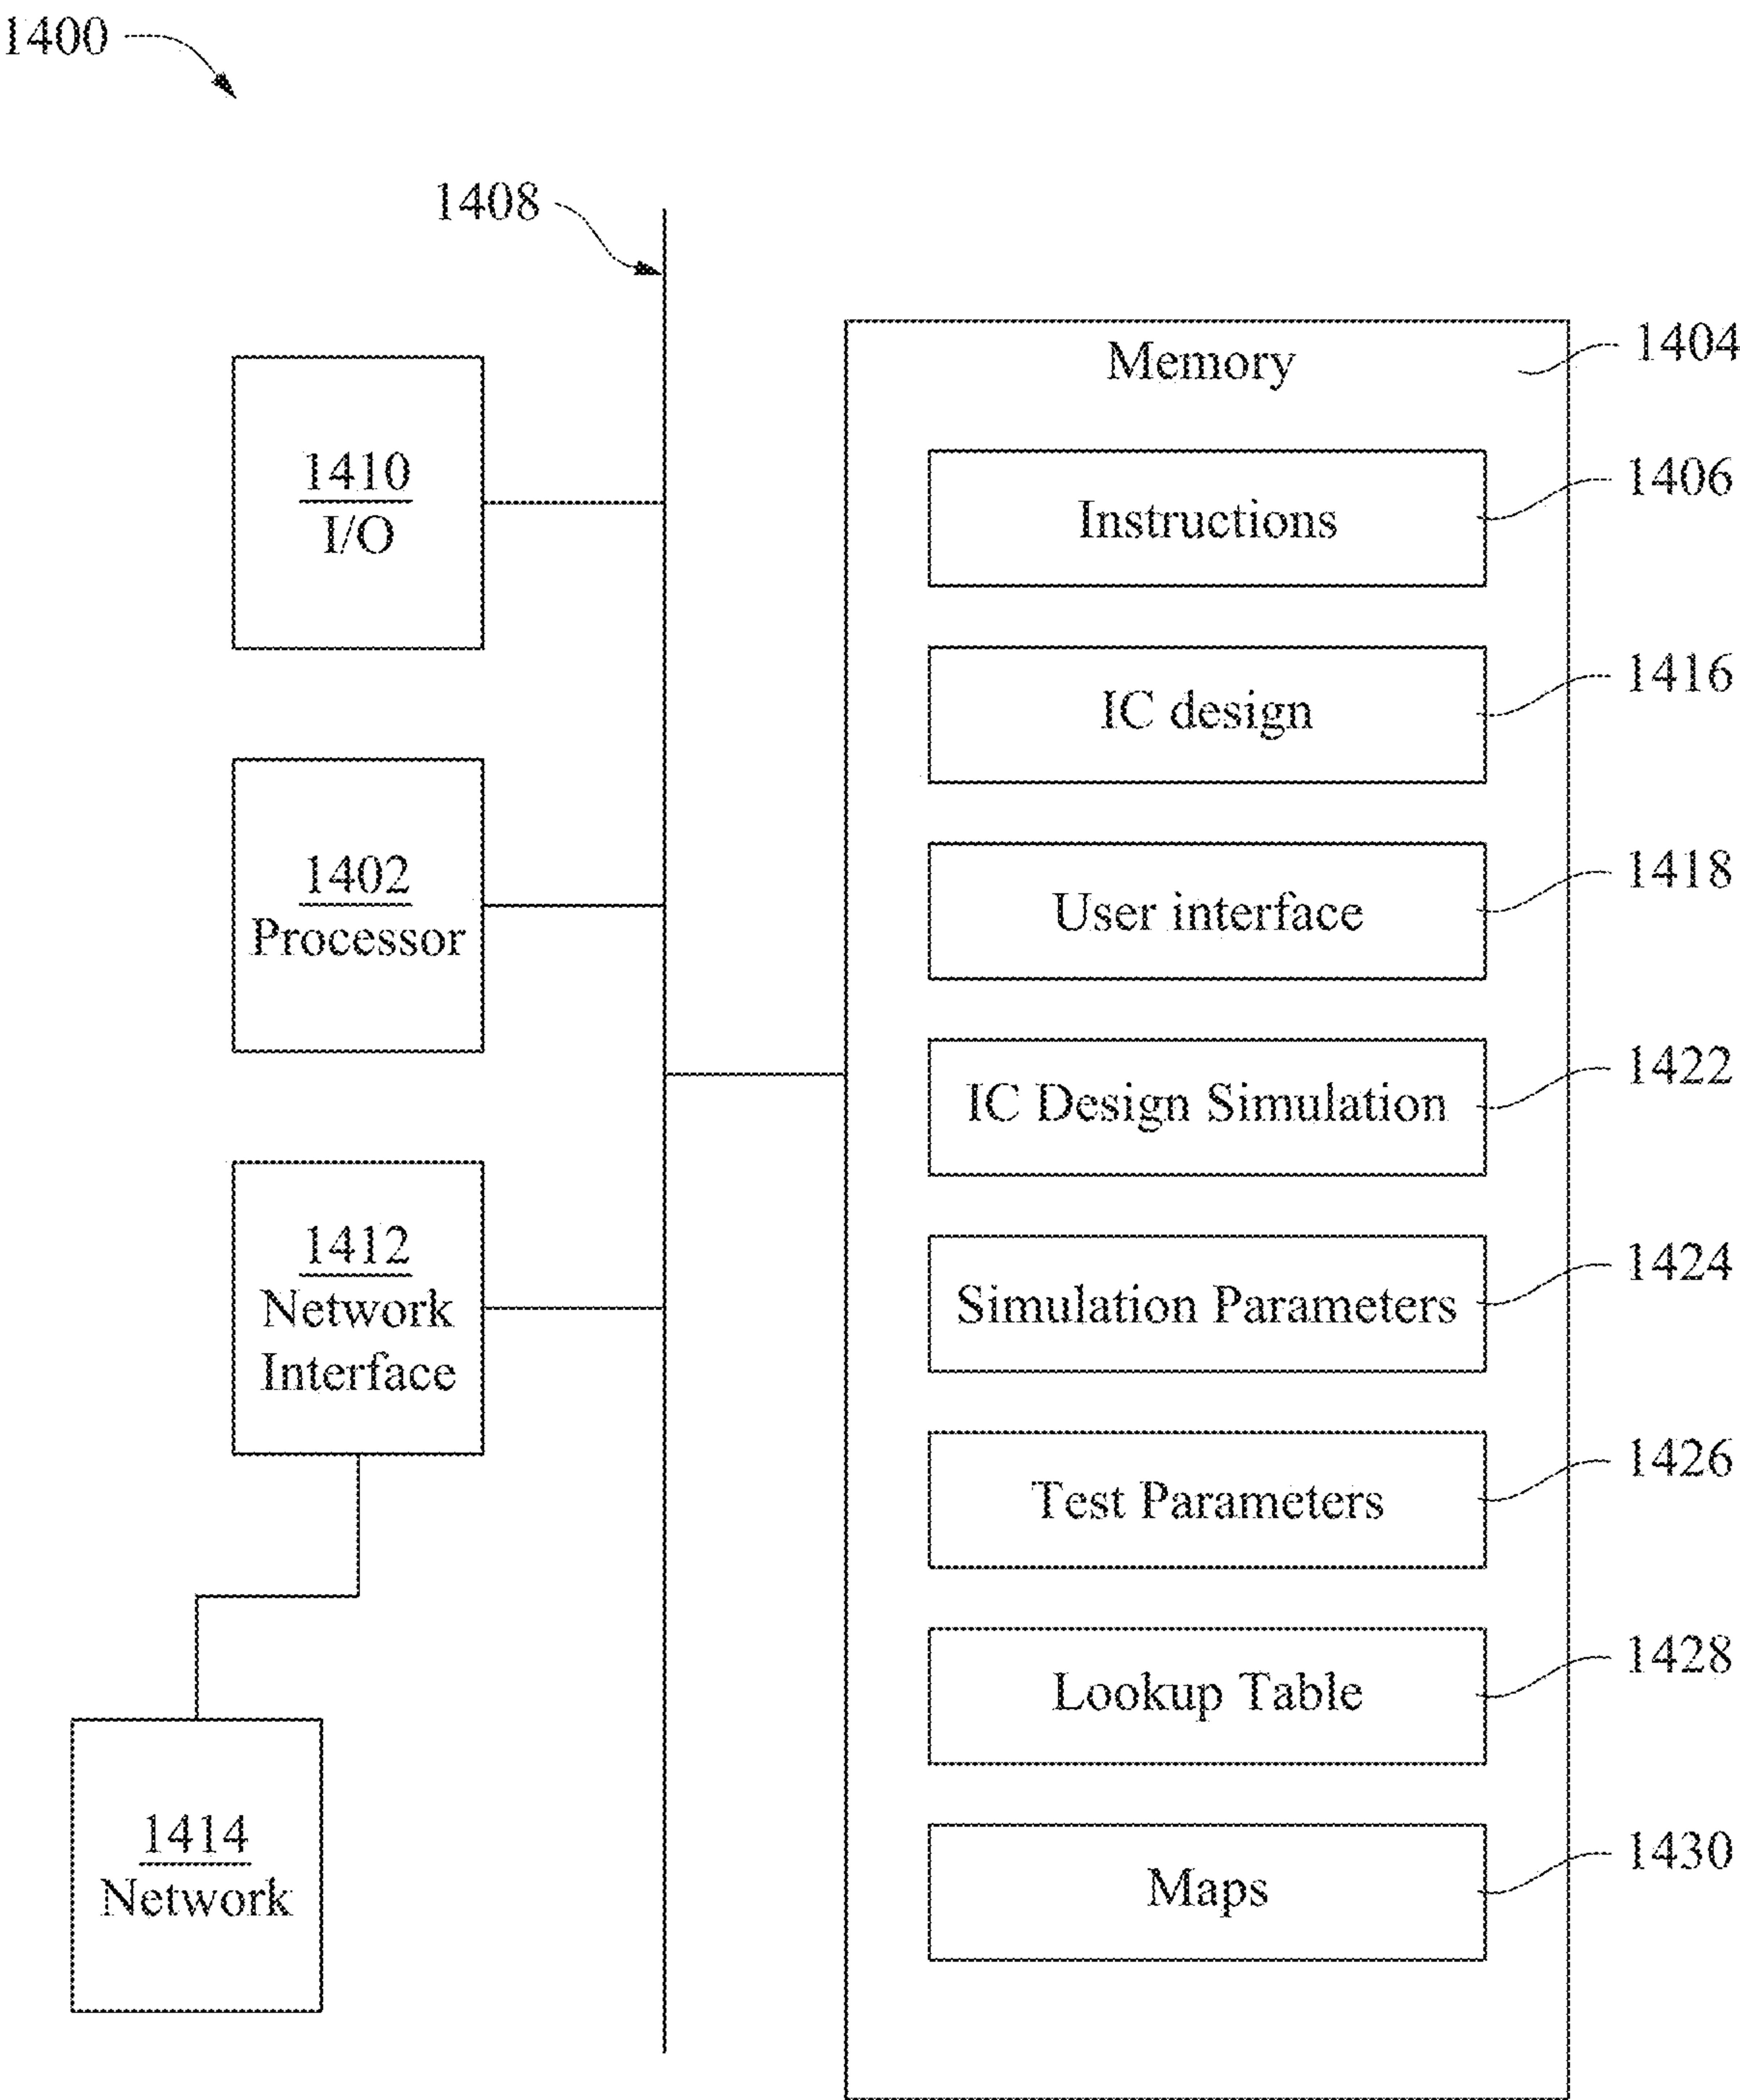 1400
1408
Memory
1404
1410
I/O
Instructions
1406
IC design
1416
1402
Processor
User interface
1418
IC Design Simulation
1422
1412
Network
Interface
Simulation Parameters
1424
Test Parameters
1426
Lookup Table
1428
1414
Network
Maps
1430